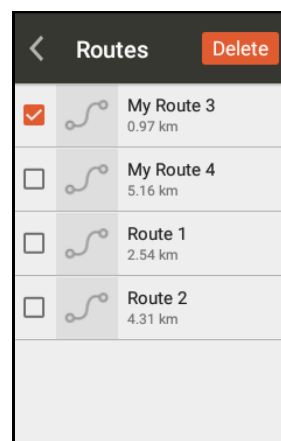 Routes
Delete
My Route 3
0.97 km
My Route 4
5.16 km
Route 1
2.54 km
Route 2
4.31 km